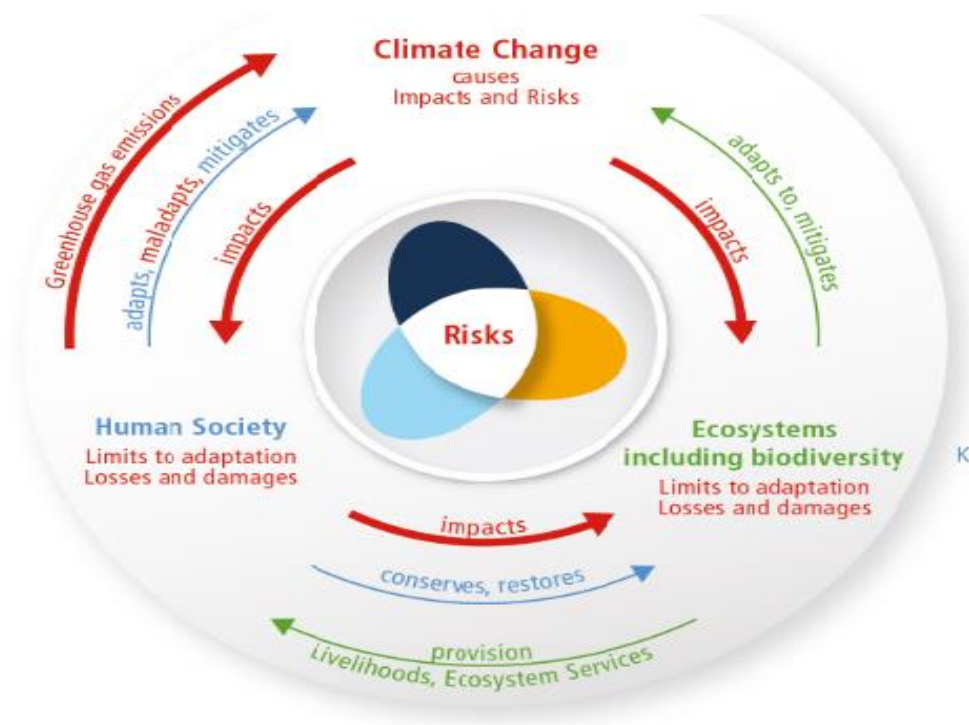 Climate Change
causes
Impacts and Risks
Greenhouse gas emissions
adapts, maladapts, mitigates
impacts
impacts
adapts to, mitigates
Risks
Human Society
Limits to adaptation
Losses and damages
Ecosystems
including biodiversity
Limits to adaptation
Losses and damages
K
impacts
conserves, restores
provision
Livelihoods, Ecosystem Services